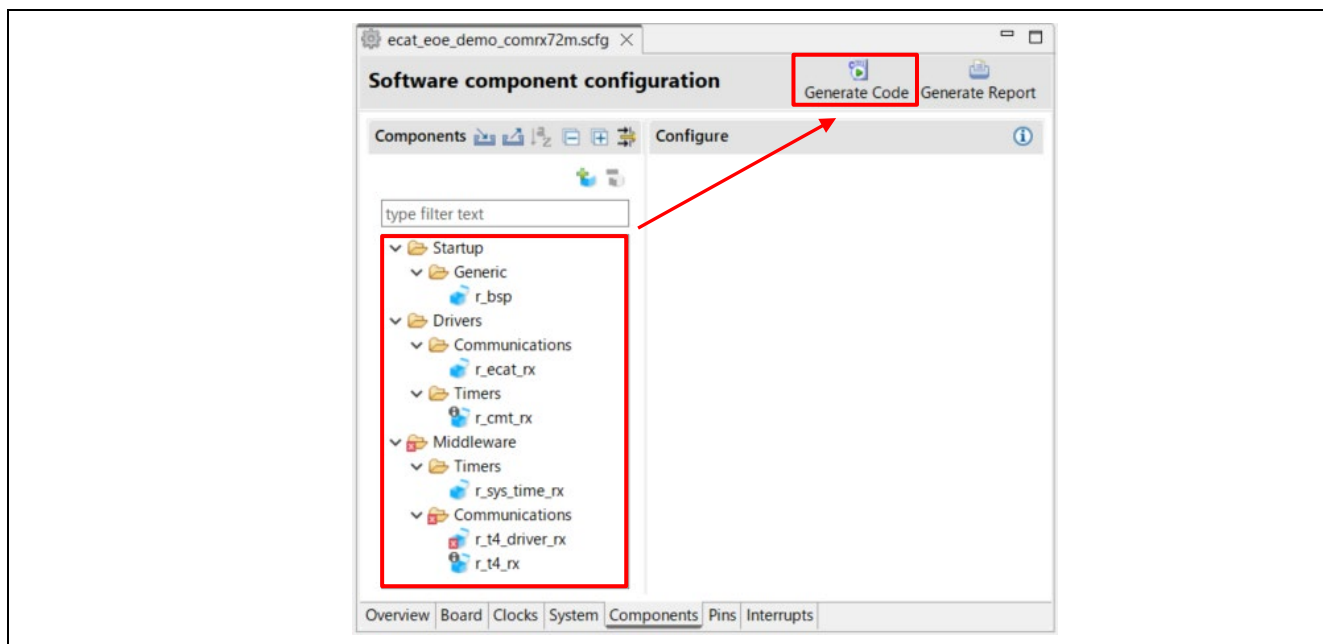 ecat_eoe_demo_comrx72m.scfg
Software component configuration
Generate Code Generate Report
Components
Configure
type filter text
Startup
Generic
r_bsp
Drivers
Communications
r_ecat_rx
Timers
r_cmt_rx
Middleware
Timers
r_sys_time_rx
Communications
r_t4_driver_rx
r_t4_rx
Overview Board Clocks System Components Pins Interrupts